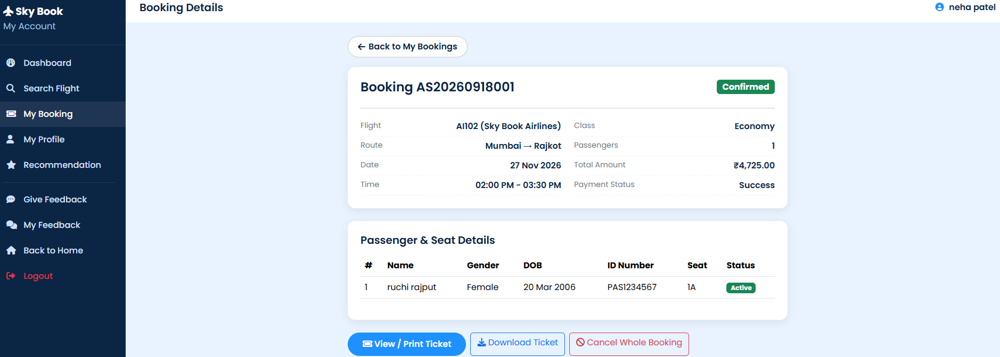 Sky Book
My Account
Dashboard
Search Flight
My Booking
My Profile
Recommendation
Give Feedback
My Feedback
Back to Home
Logout
Booking Details
neha patel
← Back to My Bookings
Booking AS20260918001
Confirmed
Flight AI102 (Sky Book Airlines)
Route Mumbai → Rajkot
Date 27 Nov 2026
Time 02:00 PM - 03:30 PM
Class Economy
Passengers 1
Total Amount ₹4,725.00
Payment Status Success
Passenger & Seat Details
# Name Gender DOB ID Number Seat Status
1 ruchi rajput Female 20 Mar 2006 PAS1234567 1A Active
View / Print Ticket
Download Ticket
Cancel Whole Booking